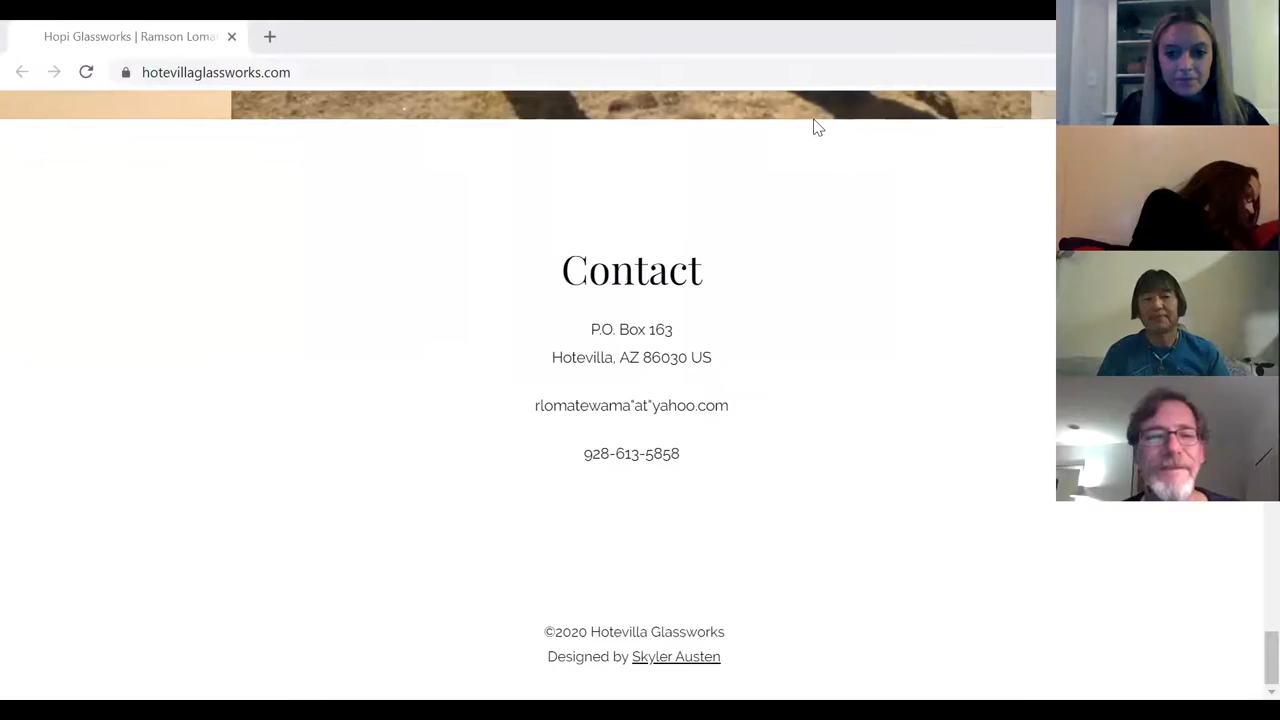 Hopi Glassworks | Ramson Loma
hotevillaglassworks.com
Contact
P.O. Box 163
Hotevilla, AZ 86030 US
rlomatewama"at"yahoo.com
928-613-5858
©2020 Hotevilla Glassworks
Designed by Skyler Austen